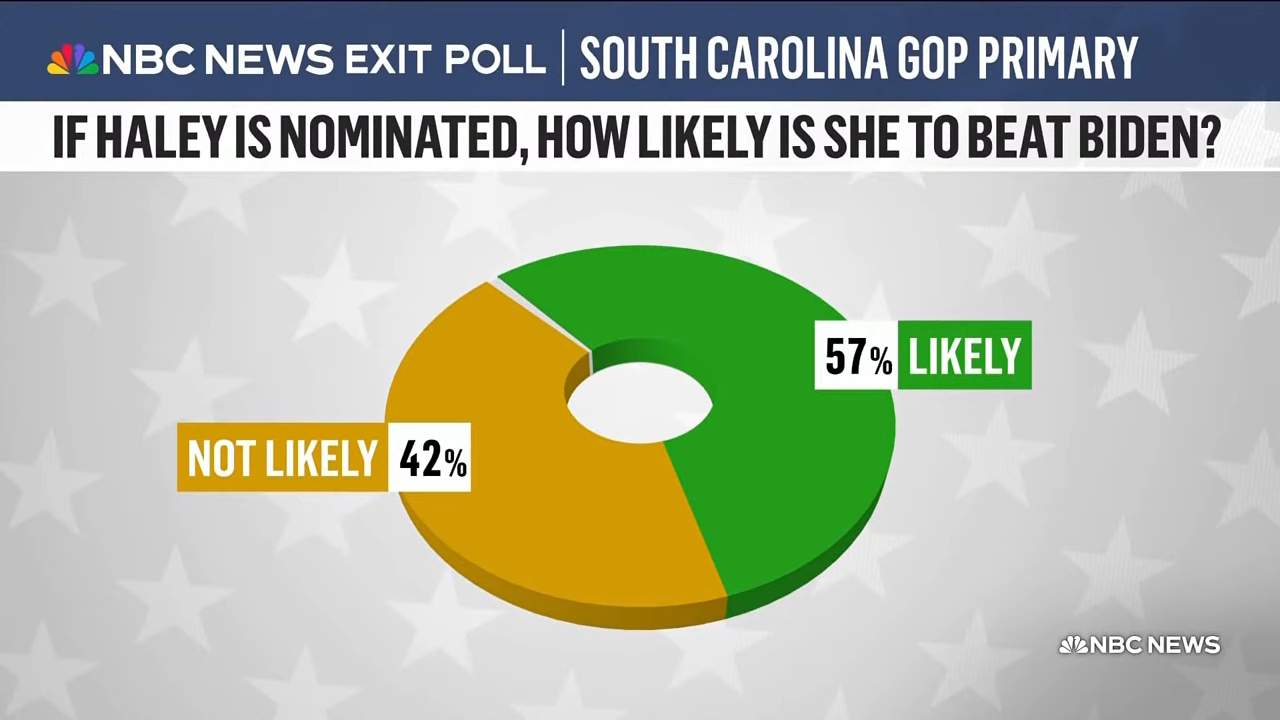 NBC NEWS EXIT POLL | SOUTH CAROLINA GOP PRIMARY
IF HALEY IS NOMINATED, HOW LIKELY IS SHE TO BEAT BIDEN?
57% LIKELY
NOT LIKELY 42%
NBC NEWS